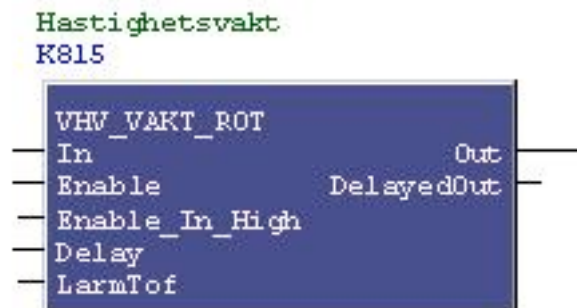 Hastighetsvakt
K815
VHV_VAKT_ROT
In Out
Enable DelayedOut
Enable_In_High
Delay
LarmTof